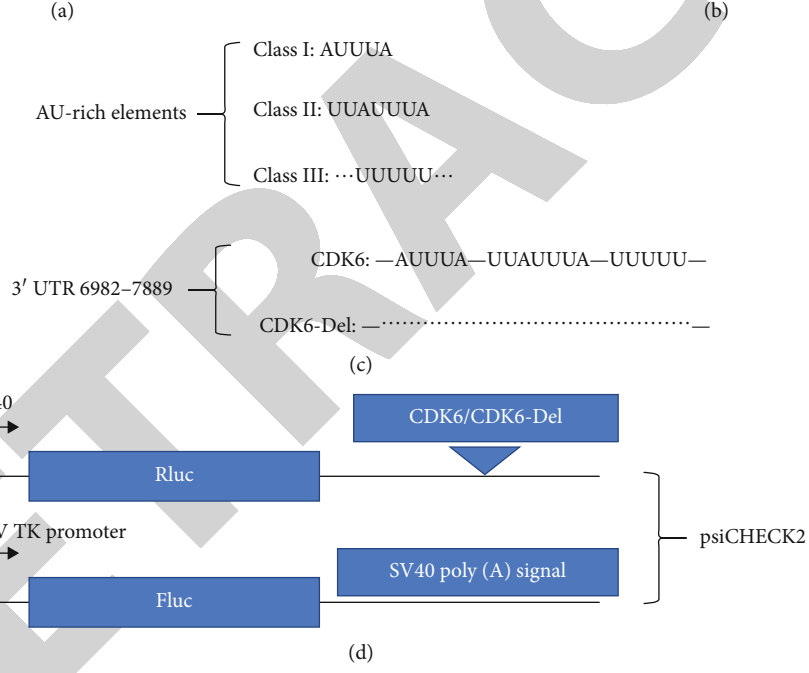 (a) (b)
Class I: AUUUA
AU-rich elements
Class II: UUAUUUA
Class III: ···UUUUU···
CDK6: —AUUUA—UUAUUUA—UUUUU—
3′ UTR 6982–7889
CDK6-Del: —······································—
(c)
40
CDK6/CDK6-Del
Rluc
V TK promoter
psiCHECK2
SV40 poly (A) signal
Fluc
(d)